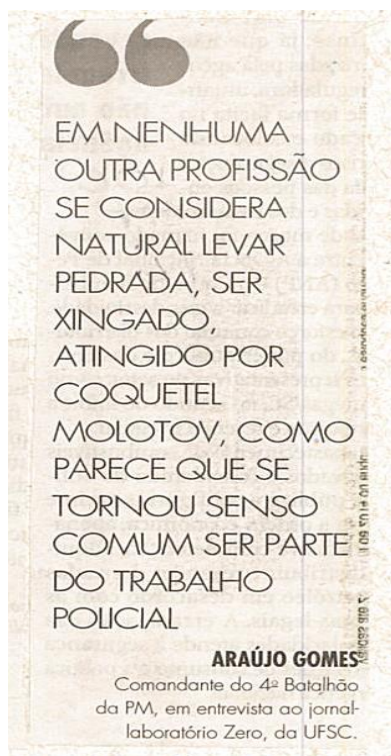 “
EM NENHUMA
OUTRA PROFISSÃO
SE CONSIDERA
NATURAL LEVAR
PEDRADA, SER
XINGADO,
ATINGIDO POR
COQUETEL
MOLOTOV, COMO
PARECE QUE SE
TORNOU SENSO
COMUM SER PARTE
DO TRABALHO
POLICIAL
ARAÚJO GOMES
Comandante do 4º Batalhão
da PM, em entrevista ao jornal-
laboratório Zero, da UFSC.